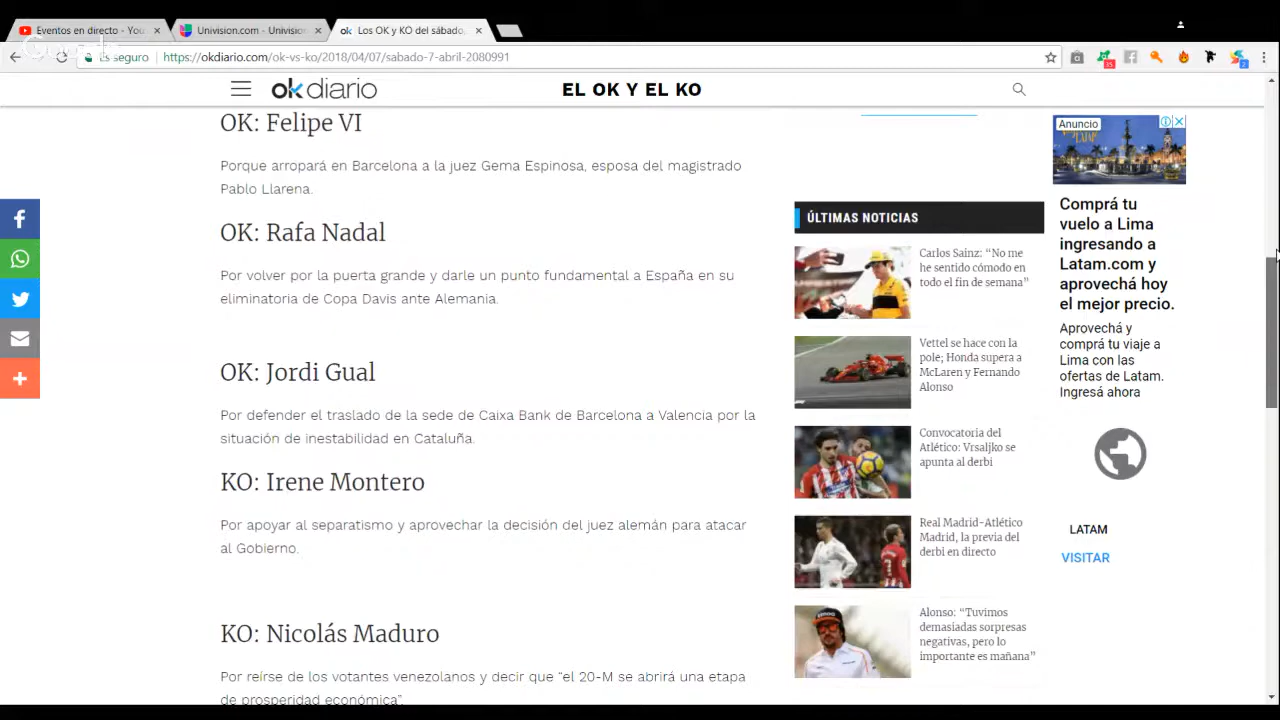 Eventos en directo - You
Univision.com - Univisio
Los OK y KO del sábado,
Es seguro
https://okdiario.com/ok-vs-ko/2018/04/07/sabado-7-abril-2080991
35
2
okdiario
EL OK Y EL KO
OK: Felipe VI
Porque arropará en Barcelona a la juez Gema Espinosa, esposa del magistrado
Pablo Llarena.
OK: Rafa Nadal
Por volver por la puerta grande y darle un punto fundamental a España en su
eliminatoria de Copa Davis ante Alemania.
OK: Jordi Gual
Por defender el traslado de la sede de Caixa Bank de Barcelona a Valencia por la
situación de inestabilidad en Cataluña.
KO: Irene Montero
Por apoyar al separatismo y aprovechar la decisión del juez alemán para atacar
al Gobierno.
KO: Nicolás Maduro
Por reírse de los votantes venezolanos y decir que “el 20-M se abrirá una etapa
de prosperidad económica”.
ÚLTIMAS NOTICIAS
Carlos Sainz: “No me
he sentido cómodo en
todo el fin de semana”
Vettel se hace con la
pole; Honda supera a
McLaren y Fernando
Alonso
Convocatoria del
Atlético: Vrsaljko se
apunta al derbi
Real Madrid-Atlético
Madrid, la previa del
derbi en directo
Alonso: “Tuvimos
demasiadas sorpresas
negativas, pero lo
importante es mañana”
Anuncio
Comprá tu
vuelo a Lima
ingresando a
Latam.com y
aprovechá hoy
el mejor precio.
Aprovechá y
comprá tu viaje a
Lima con las
ofertas de Latam.
Ingresá ahora
LATAM
VISITAR